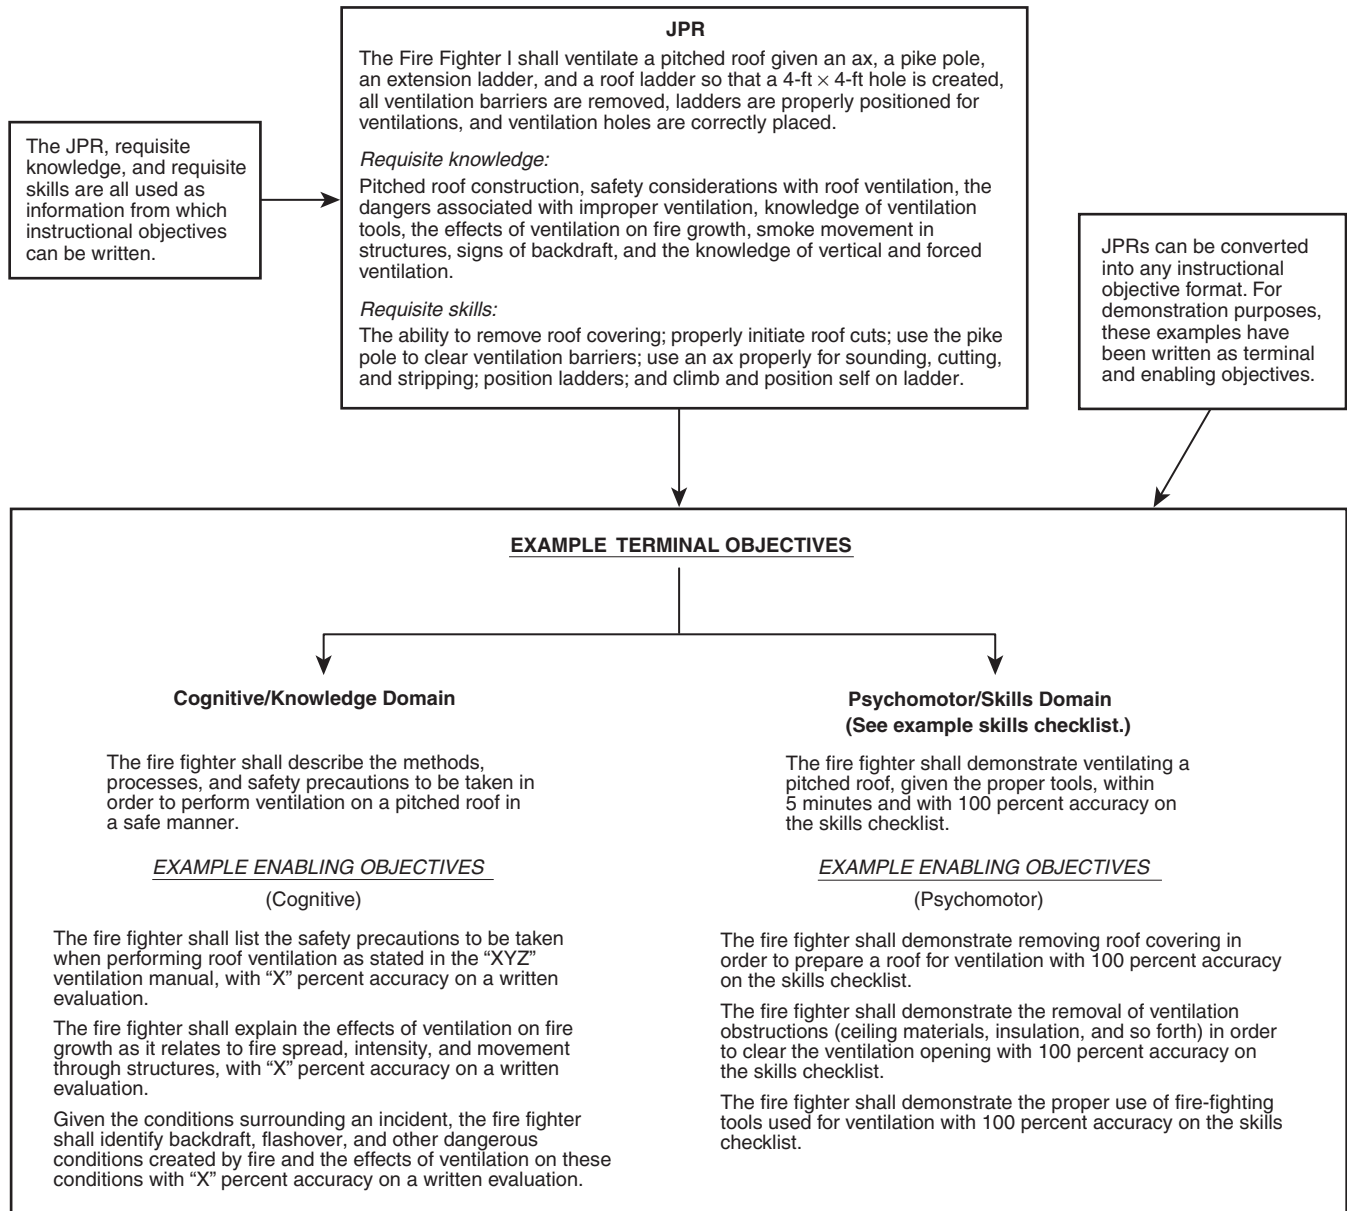 JPR
The Fire Fighter I shall ventilate a pitched roof given an ax, a pike pole,
an extension ladder, and a roof ladder so that a 4-ft × 4-ft hole is created,
all ventilation barriers are removed, ladders are properly positioned for
ventilations, and ventilation holes are correctly placed.
Requisite knowledge:
Pitched roof construction, safety considerations with roof ventilation, the
dangers associated with improper ventilation, knowledge of ventilation
tools, the effects of ventilation on fire growth, smoke movement in
structures, signs of backdraft, and the knowledge of vertical and forced
ventilation.
Requisite skills:
The ability to remove roof covering; properly initiate roof cuts; use the pike
pole to clear ventilation barriers; use an ax properly for sounding, cutting,
and stripping; position ladders; and climb and position self on ladder.
The JPR, requisite
knowledge, and requisite
skills are all used as
information from which
instructional objectives
can be written.
JPRs can be converted
into any instructional
objective format. For
demonstration purposes,
these examples have
been written as terminal
and enabling objectives.
EXAMPLE TERMINAL OBJECTIVES
Cognitive/Knowledge Domain
The fire fighter shall describe the methods,
processes, and safety precautions to be taken in
order to perform ventilation on a pitched roof in
a safe manner.
EXAMPLE ENABLING OBJECTIVES
(Cognitive)
The fire fighter shall list the safety precautions to be taken
when performing roof ventilation as stated in the “XYZ”
ventilation manual, with “X” percent accuracy on a written
evaluation.
The fire fighter shall explain the effects of ventilation on fire
growth as it relates to fire spread, intensity, and movement
through structures, with “X” percent accuracy on a written
evaluation.
Given the conditions surrounding an incident, the fire fighter
shall identify backdraft, flashover, and other dangerous
conditions created by fire and the effects of ventilation on these
conditions with “X” percent accuracy on a written evaluation.
Psychomotor/Skills Domain
(See example skills checklist.)
The fire fighter shall demonstrate ventilating a
pitched roof, given the proper tools, within
5 minutes and with 100 percent accuracy on
the skills checklist.
EXAMPLE ENABLING OBJECTIVES
(Psychomotor)
The fire fighter shall demonstrate removing roof covering in
order to prepare a roof for ventilation with 100 percent accuracy
on the skills checklist.
The fire fighter shall demonstrate the removal of ventilation
obstructions (ceiling materials, insulation, and so forth) in order
to clear the ventilation opening with 100 percent accuracy on
the skills checklist.
The fire fighter shall demonstrate the proper use of fire-fighting
tools used for ventilation with 100 percent accuracy on the skills
checklist.